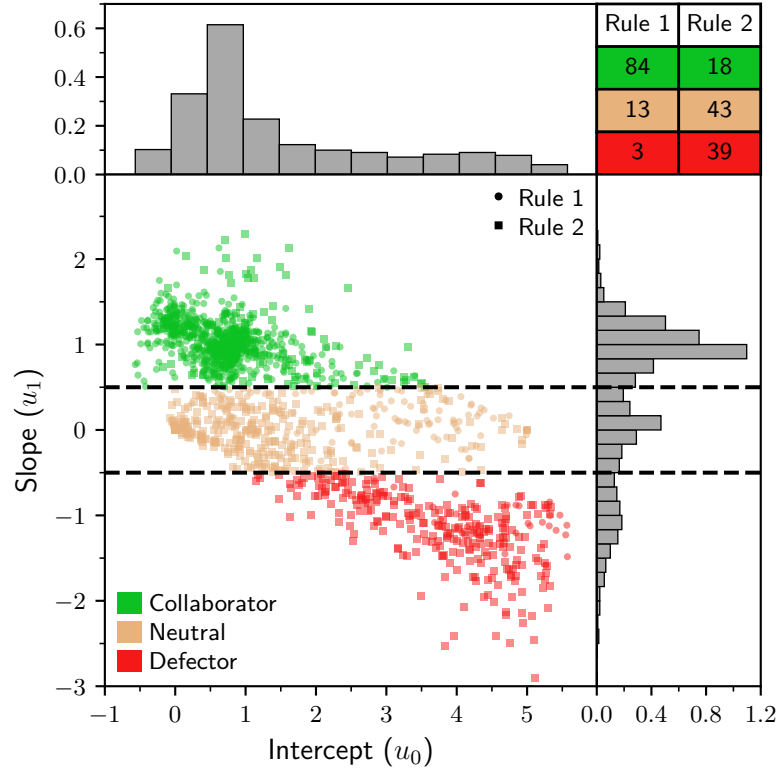 0.6
0.4
0.2
0.0
Rule 1 Rule 2
84 18
13 43
3 39
Rule 1
Rule 2
2
1
0
−1
−2
−3
Slope (u₁)
Collaborator
Neutral
Defector
−1 0 1 2 3 4 5
0.0 0.4 0.8 1.2
Intercept (u₀)